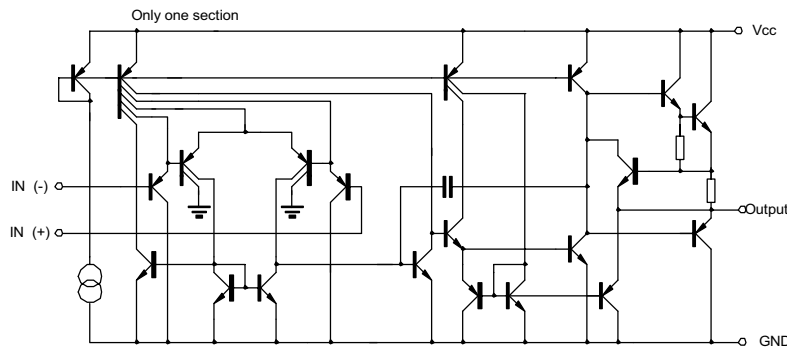 Only one section
Vcc
IN (-)
Output
IN (+)
GND